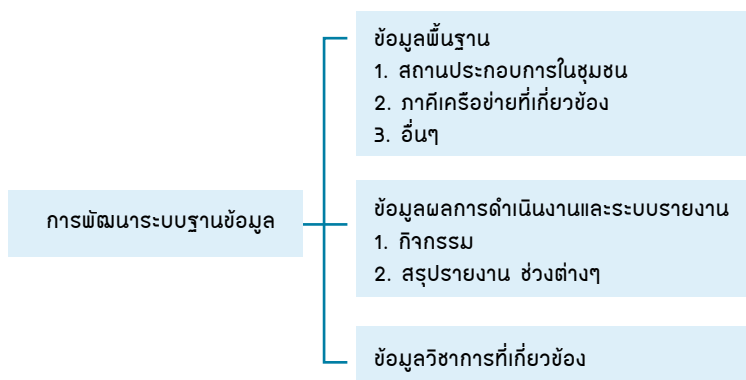 การพัฒนาระบบฐานข้อมูล
ข้อมูลพื้นฐาน
1. สถานประกอบการในชุมชน
2. ภาคีเครือข่ายที่เกี่ยวข้อง
3. อื่นๆ
ข้อมูลผลการดำเนินงานและระบบรายงาน
1. กิจกรรม
2. สรุปรายงาน ช่วงต่างๆ
ข้อมูลวิชาการที่เกี่ยวข้อง